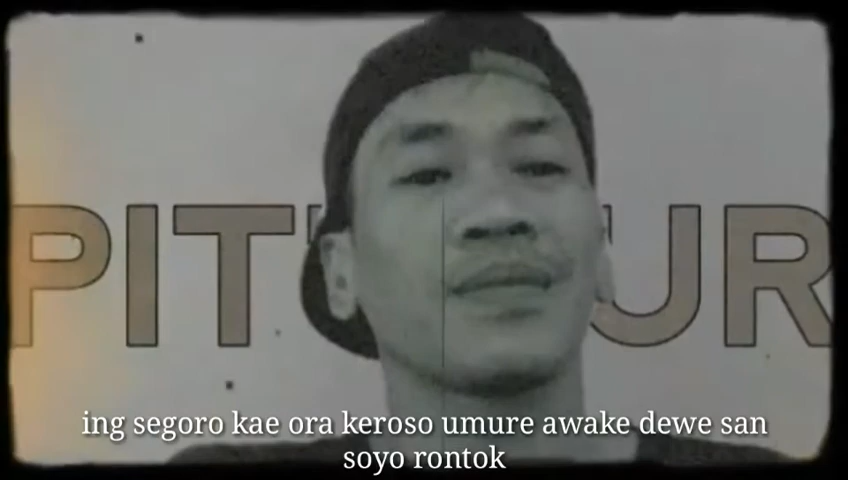 PIT UR
ing segoro kae ora keroso umure awake dewe san
soyo rontok